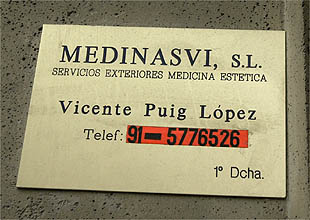 MEDINASVI, S.L.
SERVICIOS EXTERIORES MEDICINA ESTETICA
Vicente Puig López
Telef: 91-5776526
1º Dcha.